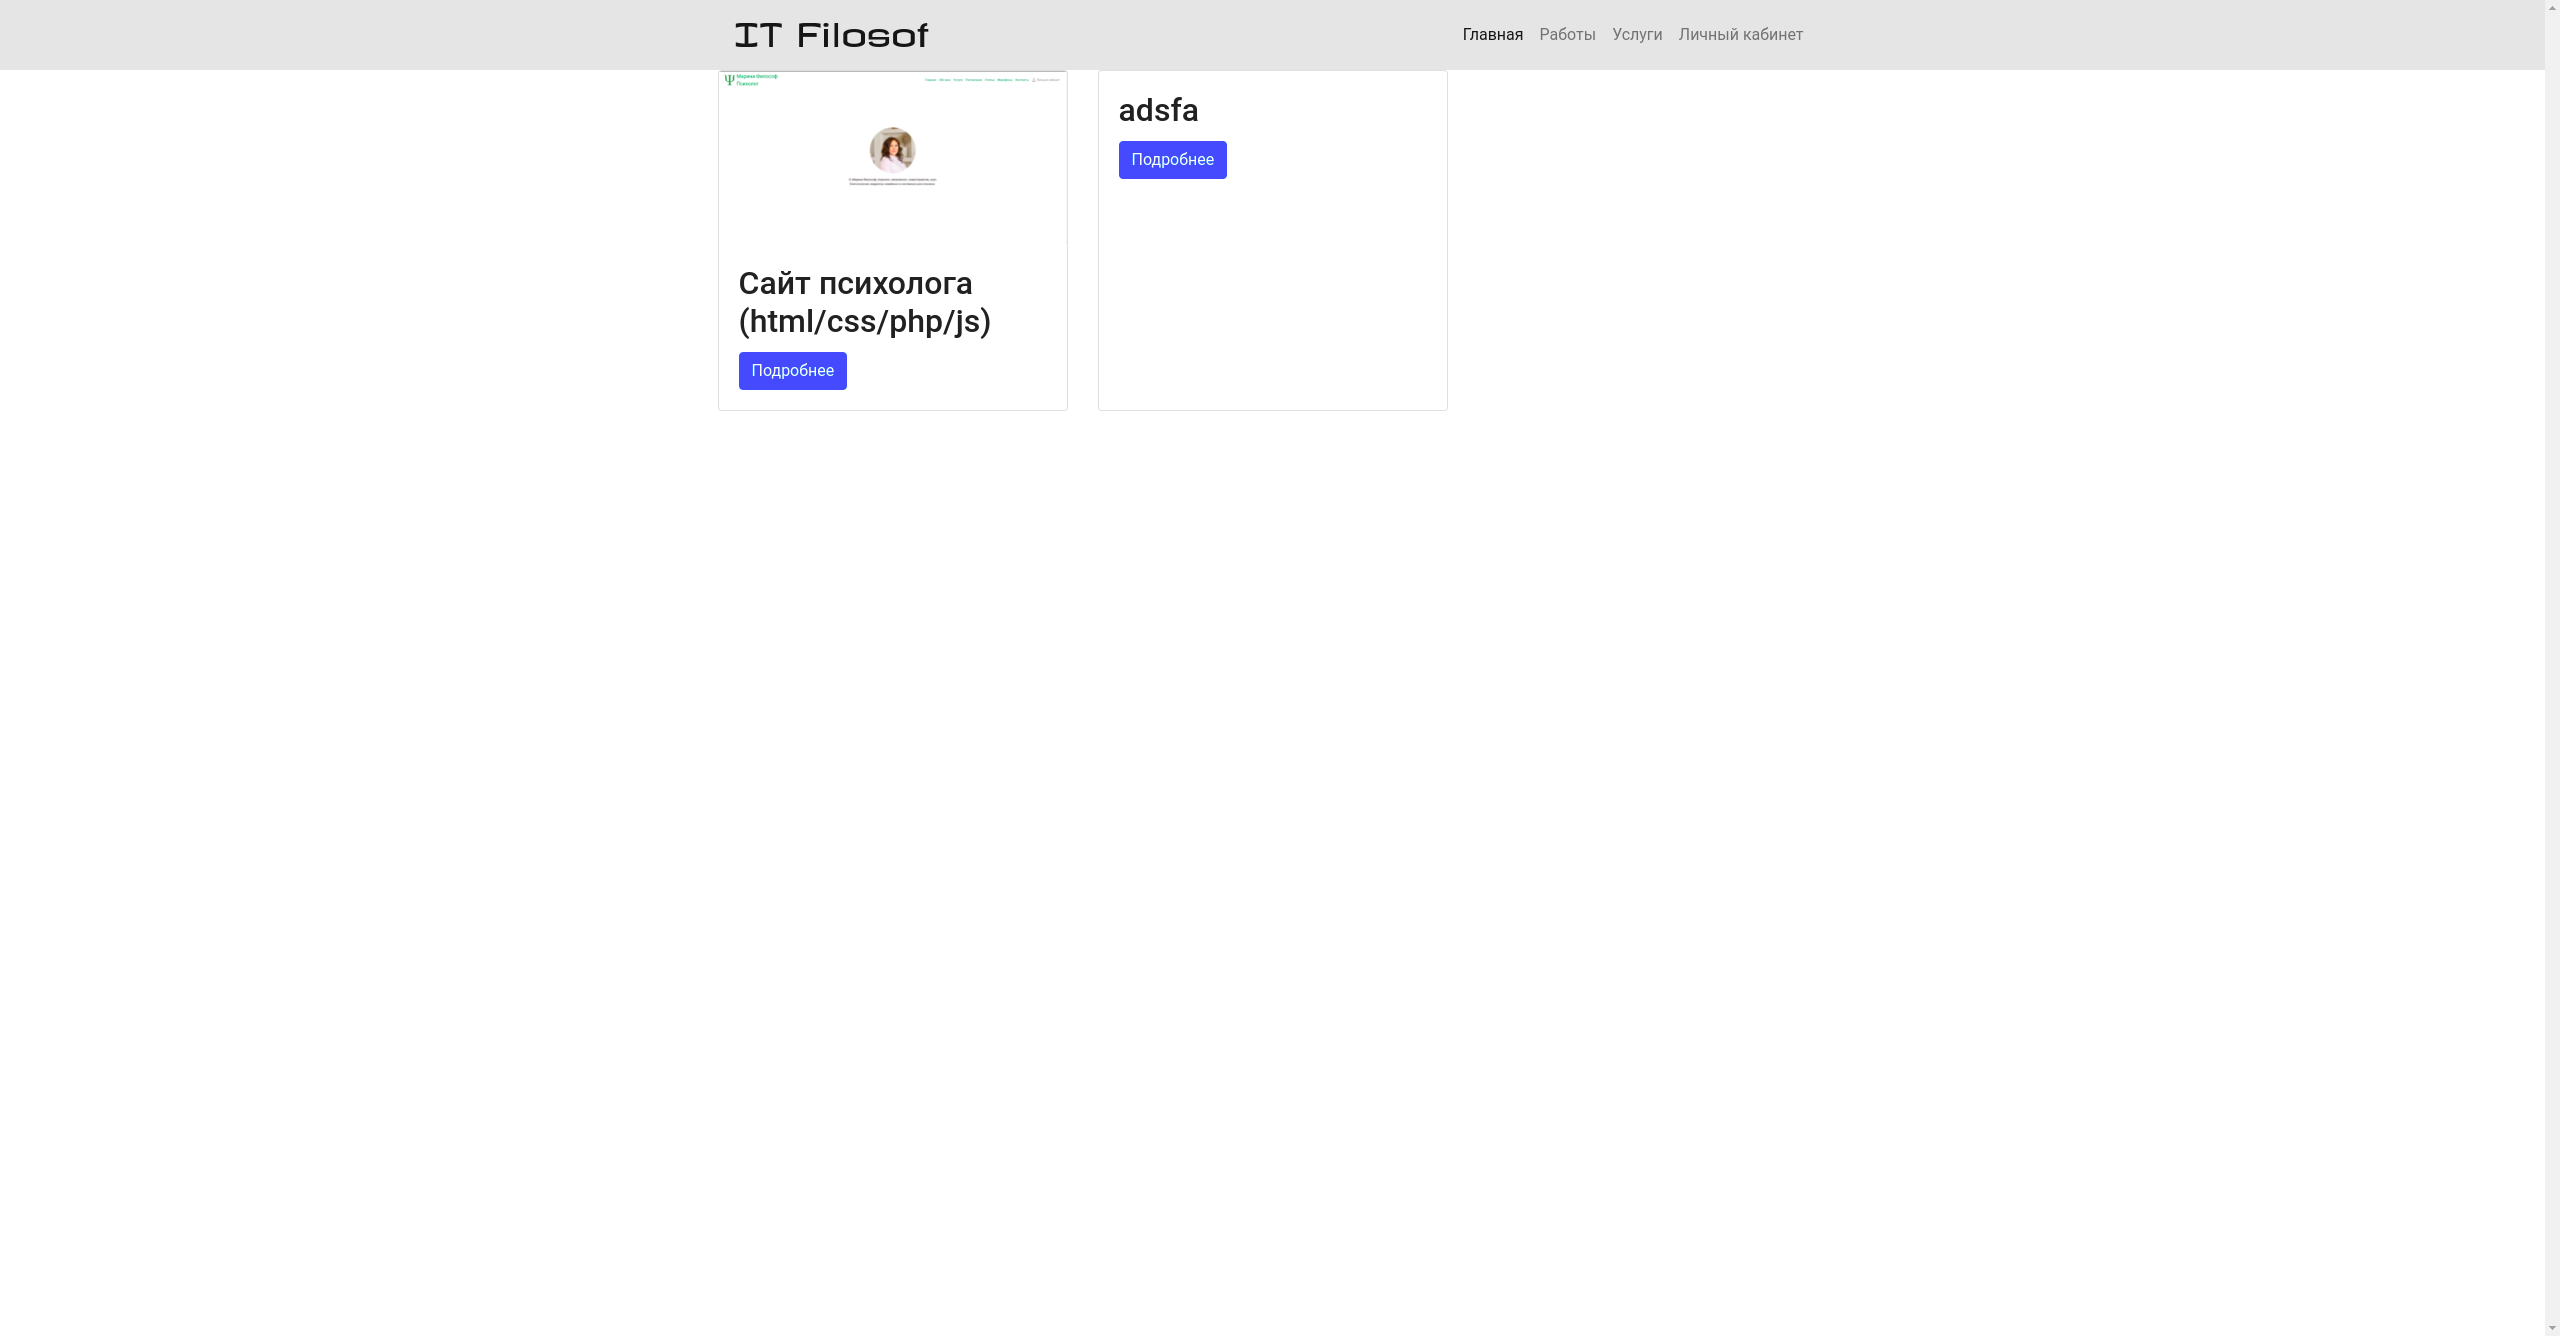 IT Filosof
Главная Работы Услуги Личный кабинет
Марина Философ
Психолог
adsfa
Подробнее
Сайт психолога
(html/css/php/js)
Подробнее